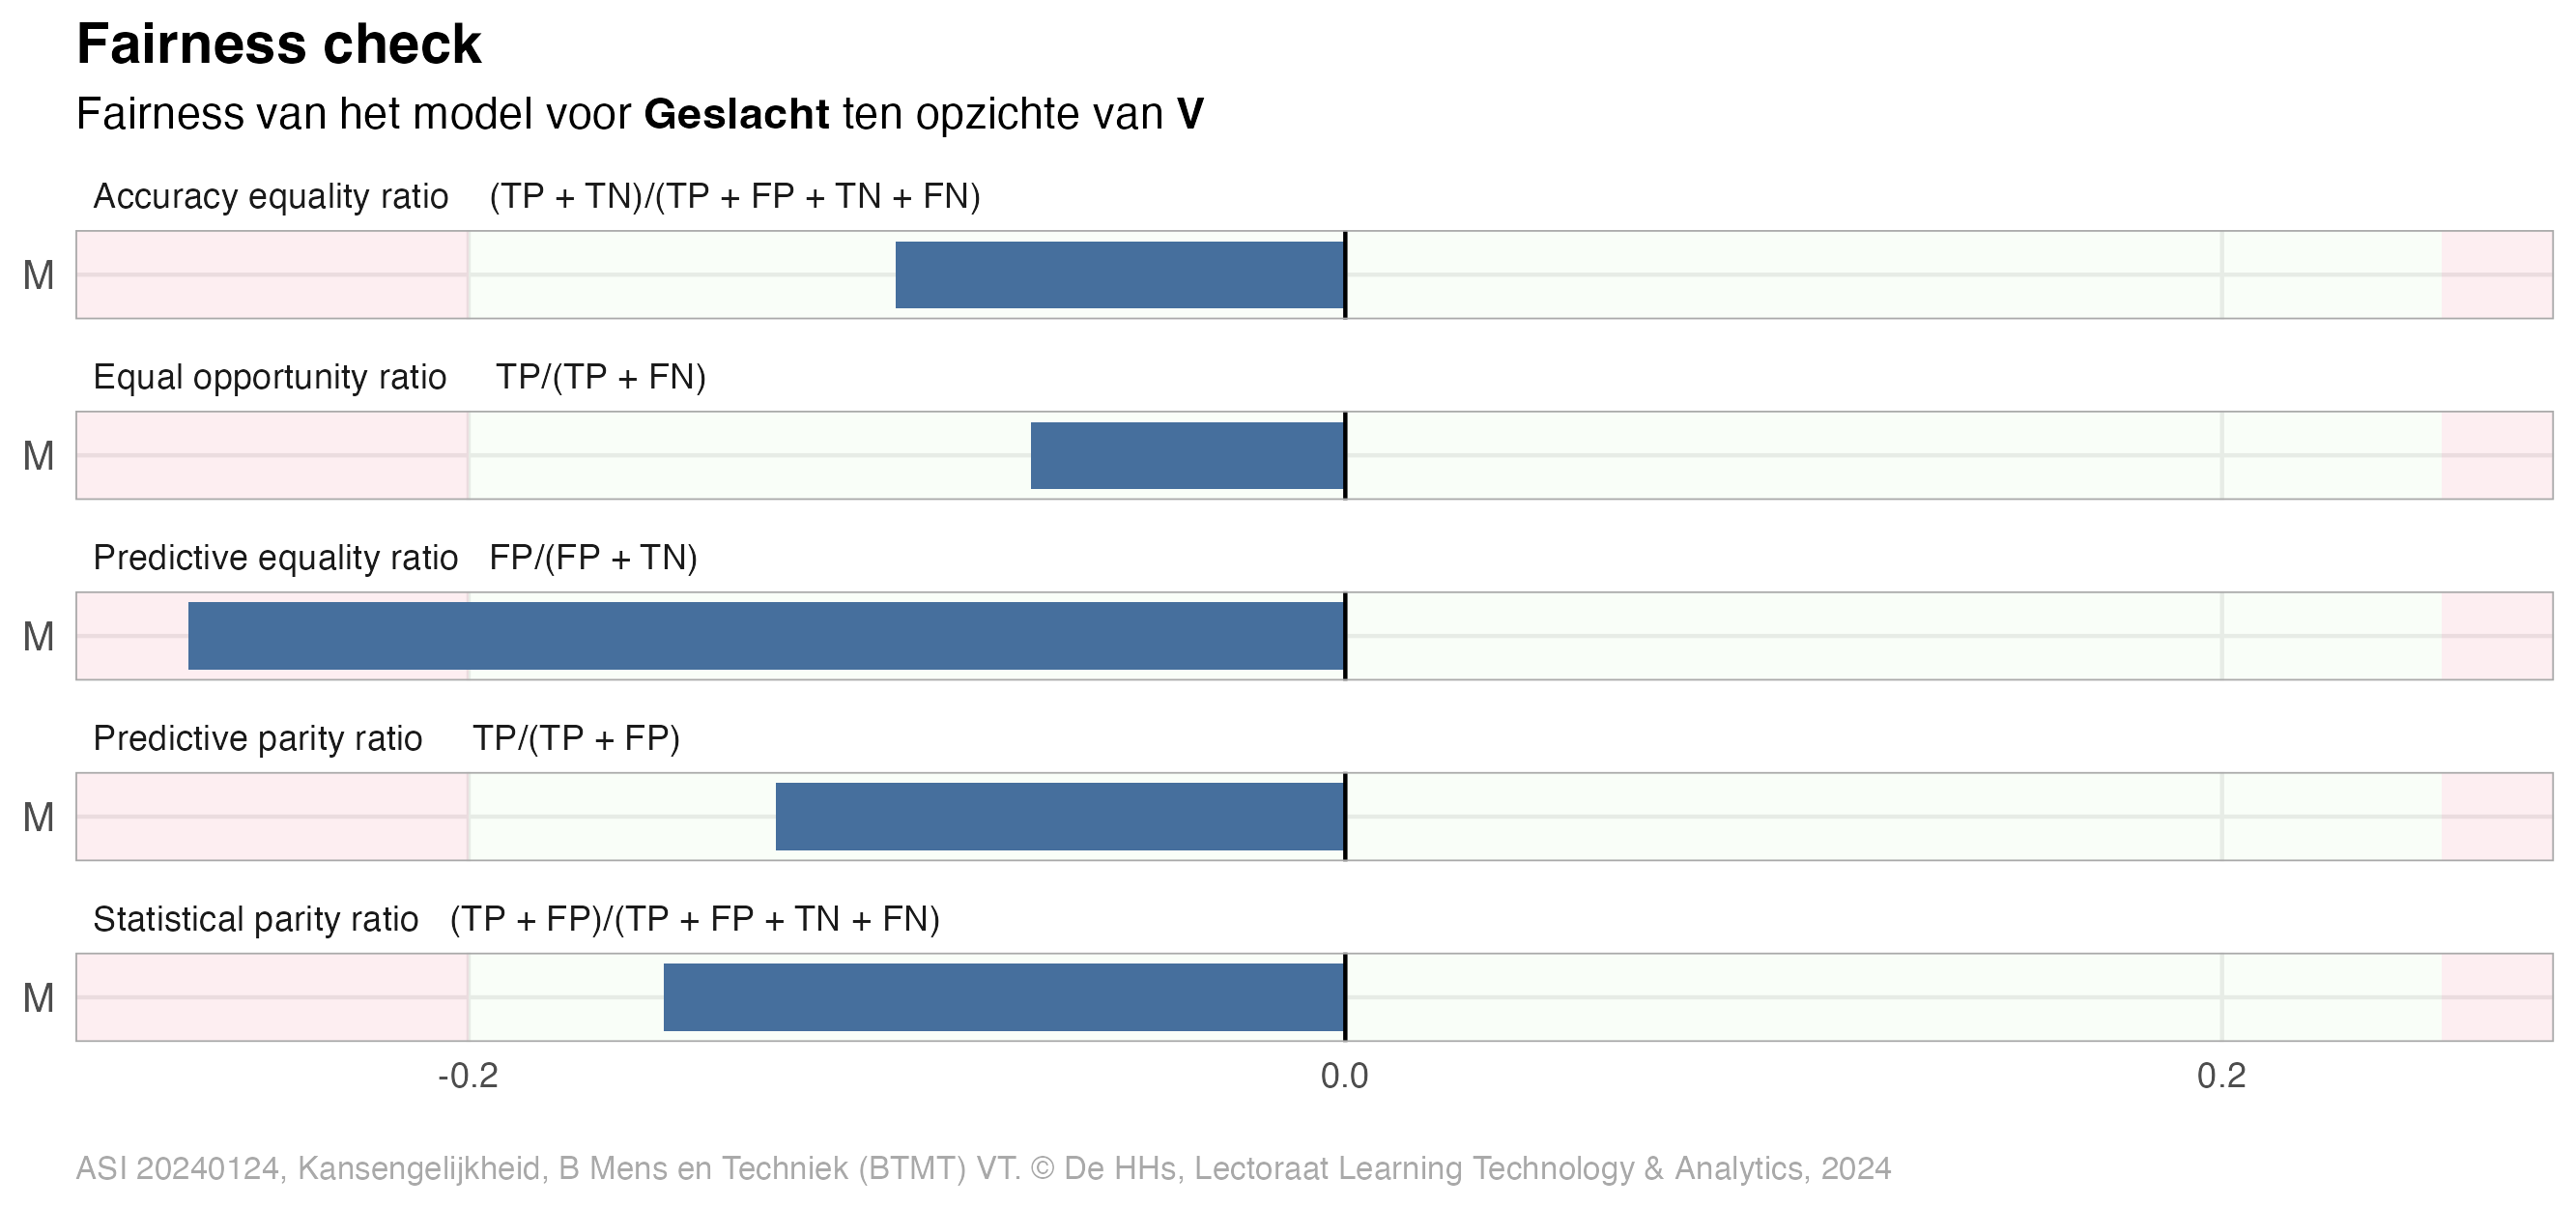 Fairness check
Fairness van het model voor Geslacht ten opzichte van V
Accuracy equality ratio (TP + TN)/(TP + FP + TN + FN)
M
Equal opportunity ratio TP/(TP + FN)
M
Predictive equality ratio FP/(FP + TN)
M
Predictive parity ratio TP/(TP + FP)
M
Statistical parity ratio (TP + FP)/(TP + FP + TN + FN)
M
-0.2 0.0 0.2
ASI 20240124, Kansengelijkheid, B Mens en Techniek (BTMT) VT. © De HHs, Lectoraat Learning Technology & Analytics, 2024